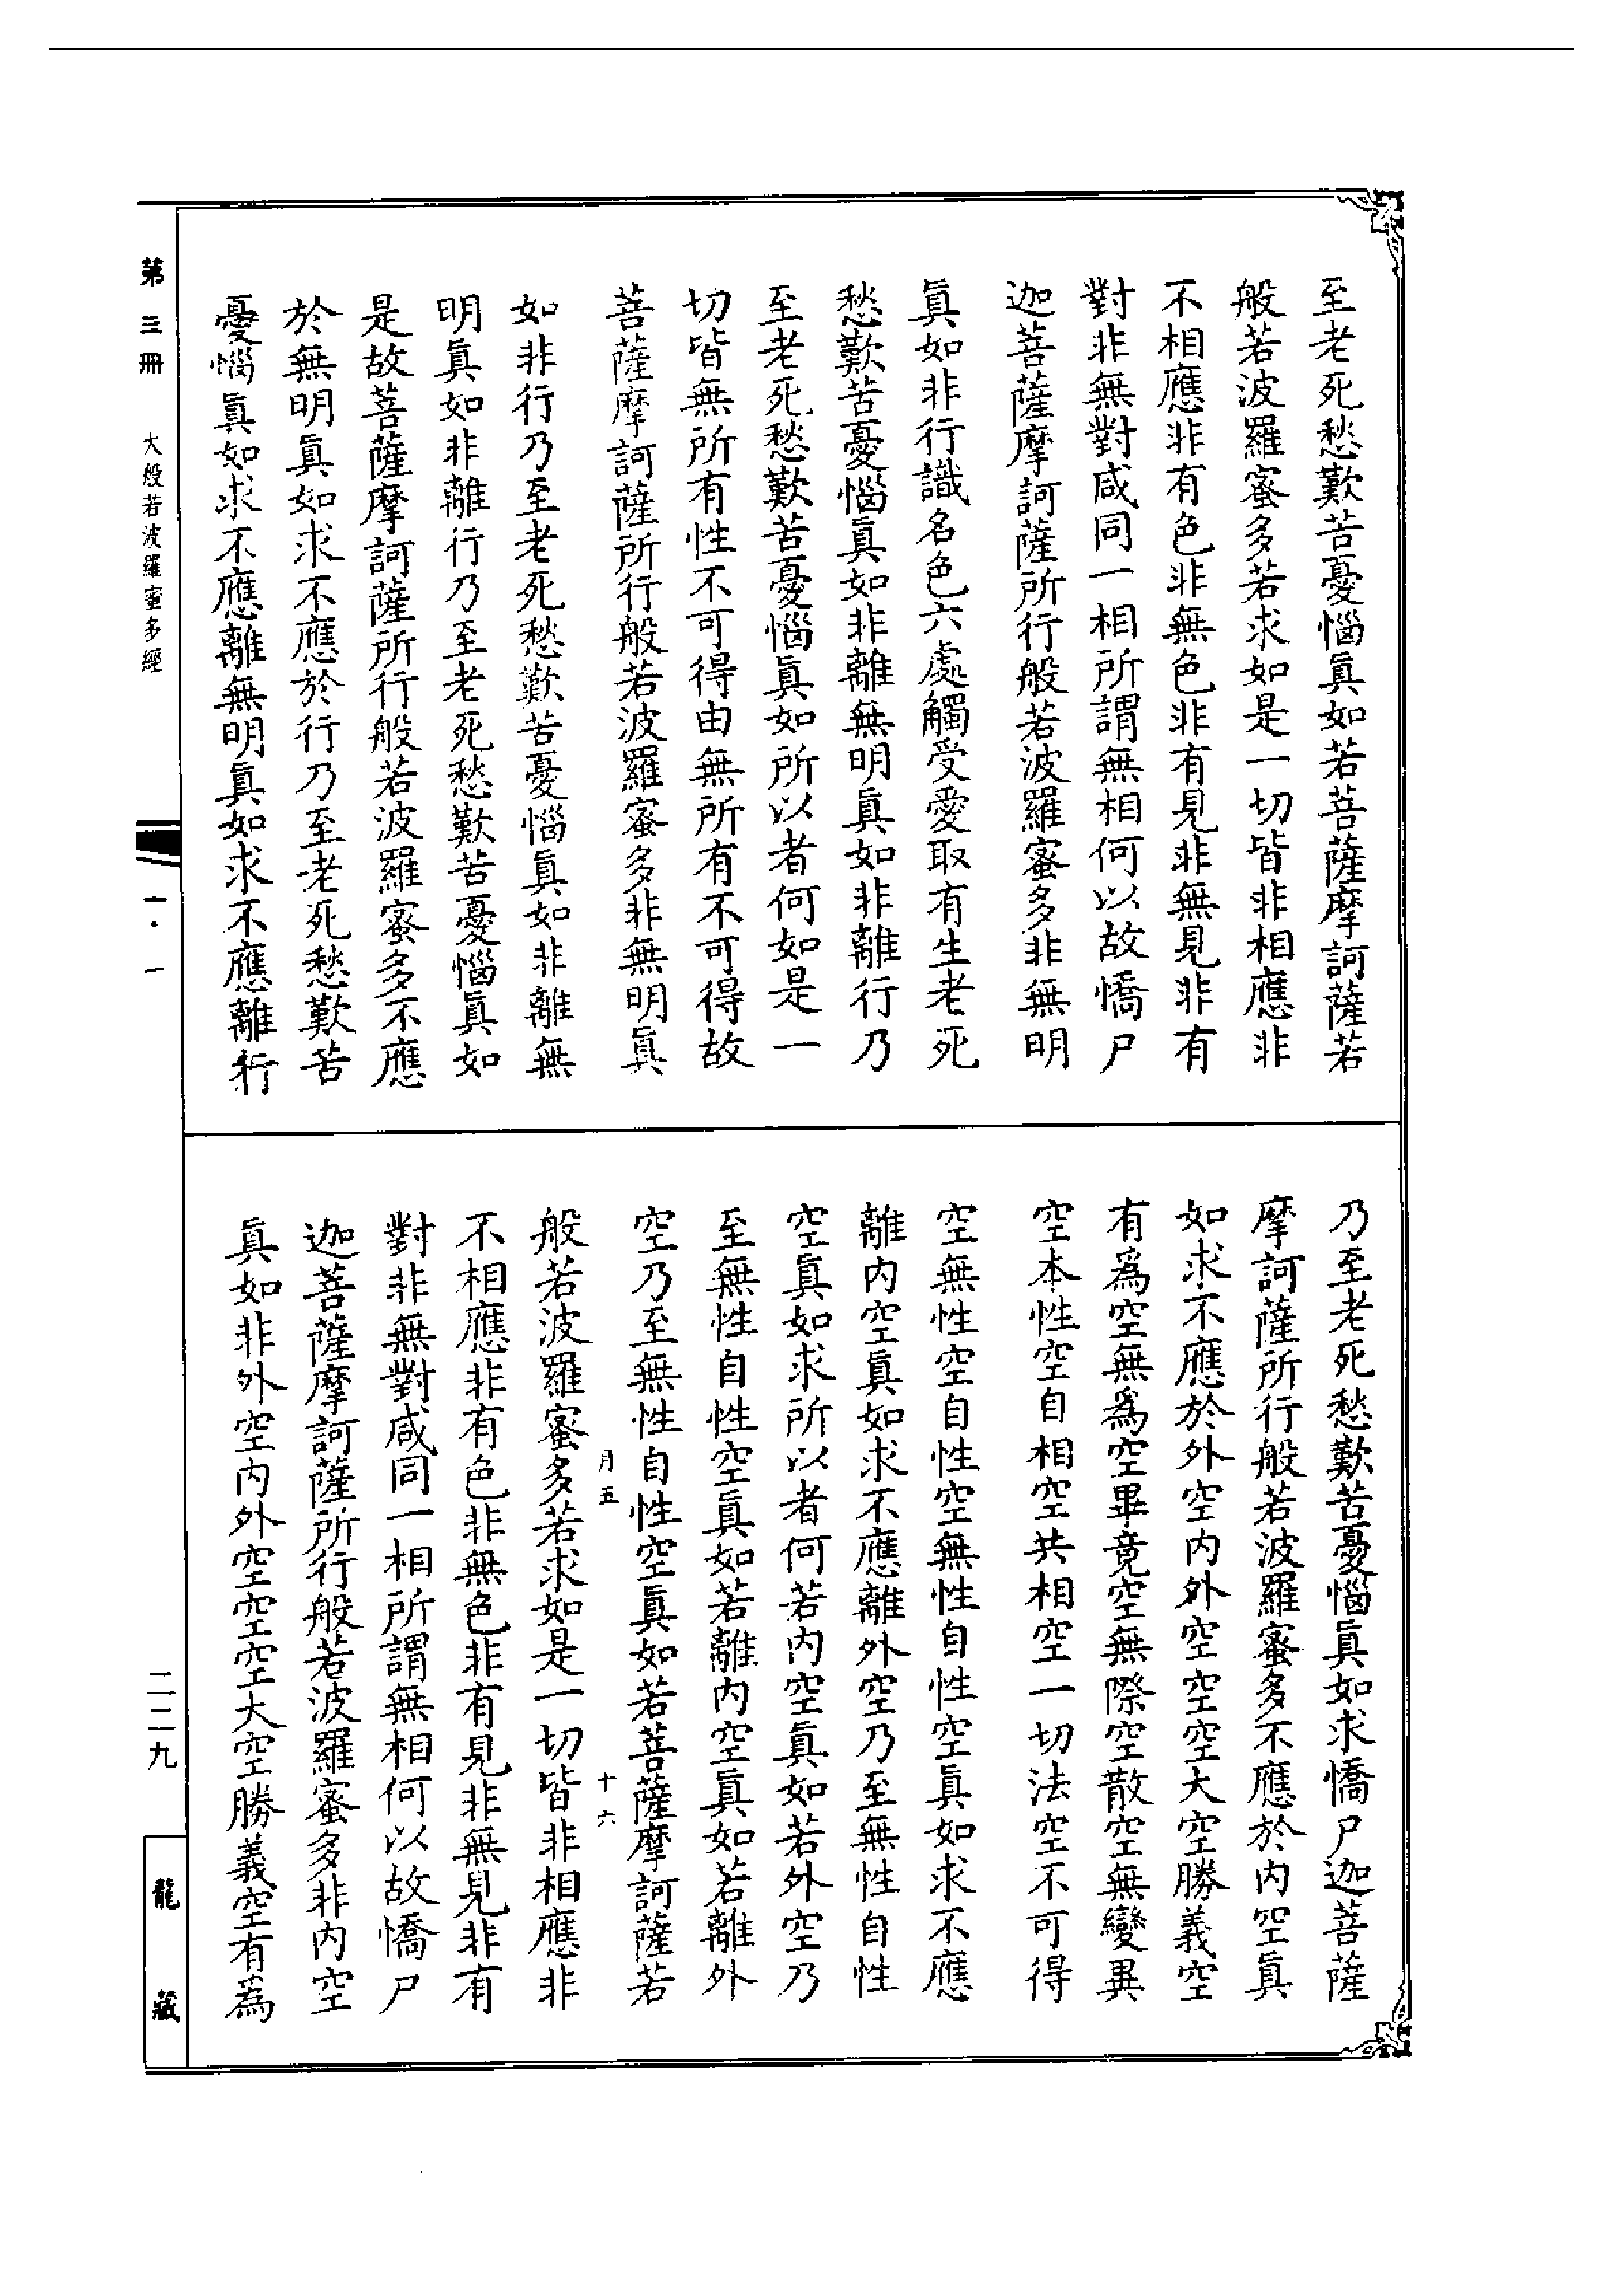 至老死愁歎苦憂惱真如若菩薩摩訶薩若
般若波羅蜜多若求如是一切皆非相應非
不相應非有色非無色非有見非無見非有
對非無對咸同一相所謂無相何以故憍尸
迦菩薩摩訶薩所行般若波羅蜜多非無明
真如非行識名色六處觸受愛取有生老死
愁歎苦憂惱真如非離無明真如非離行乃
至老死愁歎苦憂惱真如所以者何如是一
切皆無所有性不可得由無所有不可得故
菩薩摩訶薩所行般若波羅蜜多非無明真
如非行乃至老死愁歎苦憂惱真如非離無
明真如非離行乃至老死愁歎苦憂惱真如
是故菩薩摩訶薩所行般若波羅蜜多不應
於無明真如求不應於行乃至老死愁歎苦
憂惱真如求不應離無明真如求不應離行
乃至老死愁歎苦憂惱真如求憍尸迦菩薩
摩訶薩所行般若波羅蜜多不應於內空真
如求不應於外空內外空空空大空勝義空
有為空無為空畢竟空無際空散空無變異
空本性空自相空共相空一切法空不可得
空無性空自性空無性自性空真如求不應
離內空真如求不應離外空乃至無性自性
空真如求所以者何若內空真如若外空乃
至無性自性空真如若離內空真如若離外
空乃至無性自性空真如若菩薩摩訶薩若
月五 十六
般若波羅蜜多若求如是一切皆非相應非
不相應非有色非無色非有見非無見非有
對非無對咸同一相所謂無相何以故憍尸
迦菩薩摩訶薩所行般若波羅蜜多非內空
真如非外空內外空空空大空勝義空有為
第三冊 大般若波羅蜜多經 一·一 二二九 龍藏